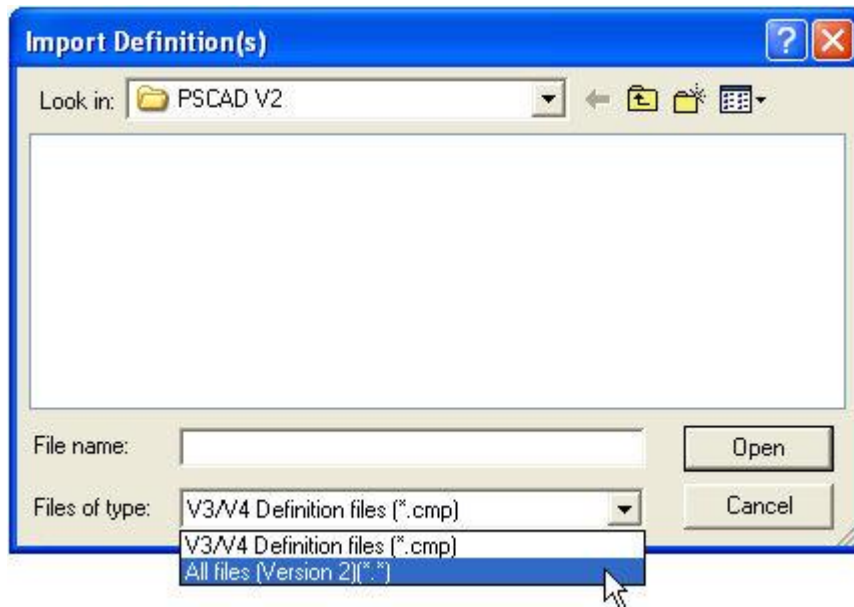 Import Definition(s)
Look in: PSCAD V2
File name: Open
Files of type: V3/V4 Definition files (*.cmp) Cancel
V3/V4 Definition files (*.cmp)
All files (Version 2)(*.*)